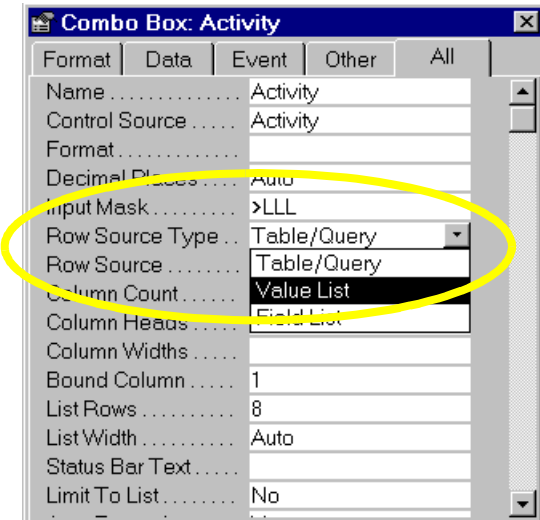 Combo Box: Activity
Format Data Event Other All
Name.............. Activity
Control Source..... Activity
Format............
Decimal Places.... Auto
Input Mask......... >LLL
Row Source Type.. Table/Query
Row Source........ Table/Query
Column Count..... Value List
Column Heads..... Field List
Column Widths.....
Bound Column..... 1
List Rows.......... 8
List Width.......... Auto
Status Bar Text.....
Limit To List........ No